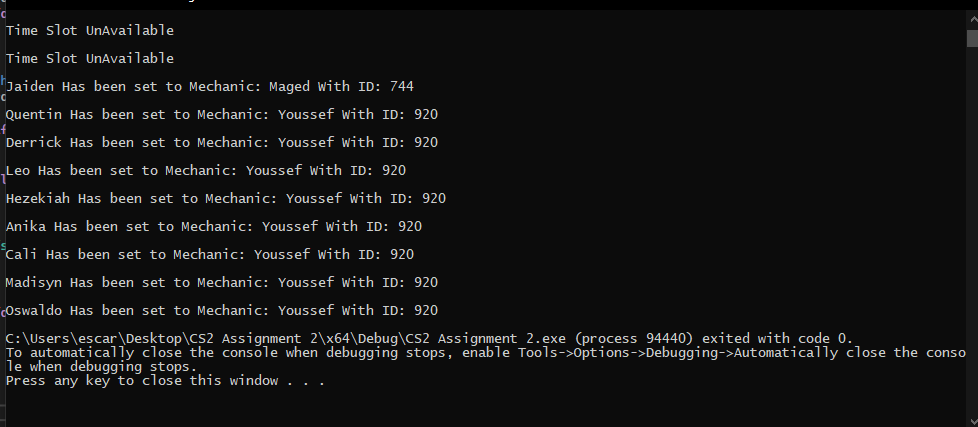 Time Slot UnAvailable
Time Slot UnAvailable
Jaiden Has been set to Mechanic: Maged With ID: 744
Quentin Has been set to Mechanic: Youssef With ID: 920
Derrick Has been set to Mechanic: Youssef With ID: 920
Leo Has been set to Mechanic: Youssef With ID: 920
Hezekiah Has been set to Mechanic: Youssef With ID: 920
Anika Has been set to Mechanic: Youssef With ID: 920
Cali Has been set to Mechanic: Youssef With ID: 920
Madisyn Has been set to Mechanic: Youssef With ID: 920
Oswaldo Has been set to Mechanic: Youssef With ID: 920
C:\Users\escar\Desktop\CS2 Assignment 2\x64\Debug\CS2 Assignment 2.exe (process 94440) exited with code 0.
To automatically close the console when debugging stops, enable Tools->Options->Debugging->Automatically close the conso
le when debugging stops.
Press any key to close this window . . .